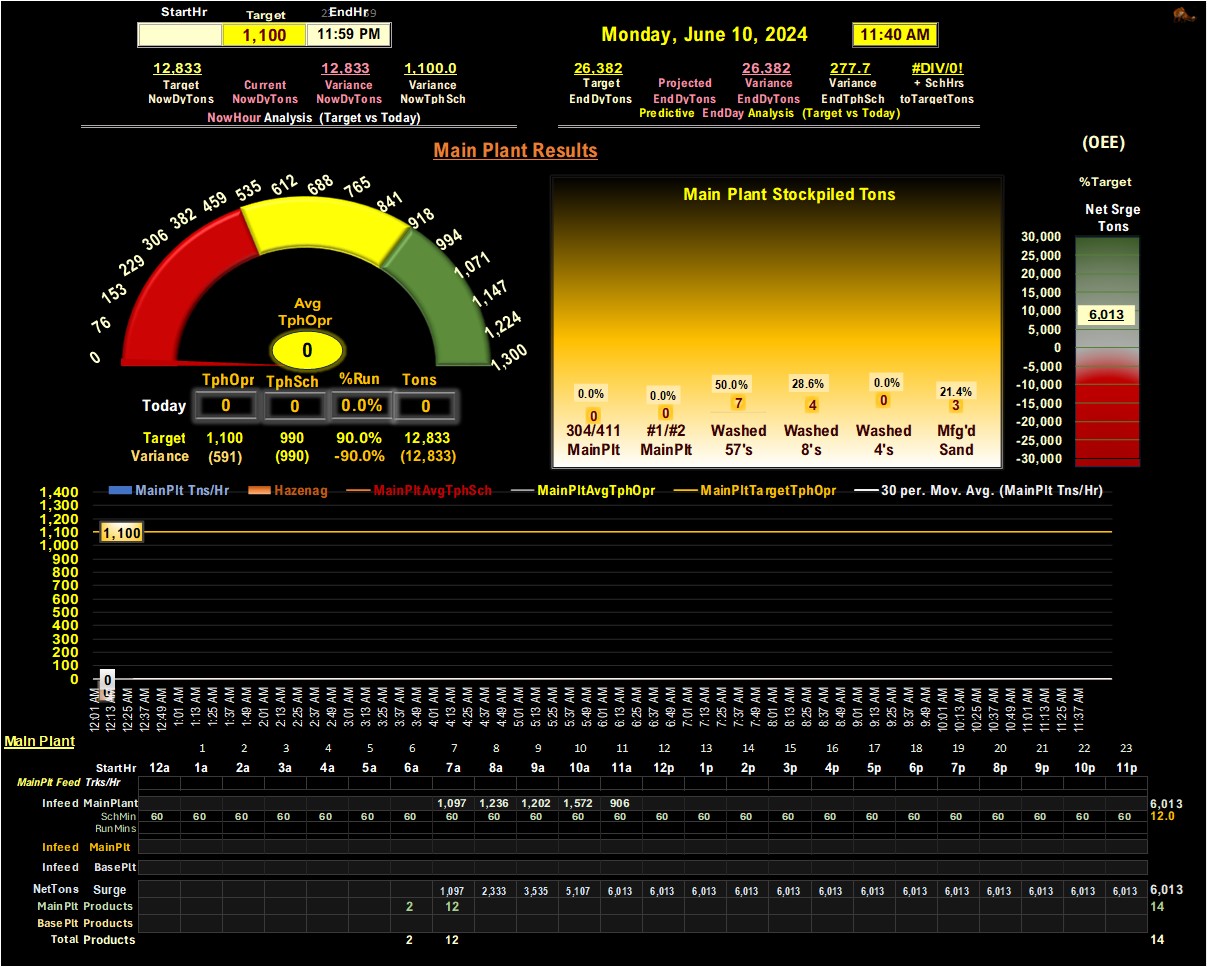 StartHr Target EndHr
1,100 11:59 PM
Monday, June 10, 2024 11:40 AM
12,833 12,833 1,100.0
Target Current Variance Variance
NowDyTons NowDyTons NowDyTons NowTphSch
NowHour Analysis (Target vs Today)
26,382 26,382 277.7 #DIV/0!
Target Projected Variance Variance + SchHrs
EndDyTons EndDyTons EndDyTons EndTphSch toTargetTons
Predictive EndDay Analysis (Target vs Today)
Main Plant Results
(OEE)
%Target
Net Srge
Tons
0 76 153 229 306 382 459 535 612 688 765 841 918 994 1,071 1,147 1,224 1,300
Avg
TphOpr
0
TphOpr TphSch %Run Tons
Today 0 0 0.0% 0
Target 1,100 990 90.0% 12,833
Variance (591) (990) -90.0% (12,833)
Main Plant Stockpiled Tons
0.0% 0.0% 50.0% 28.6% 0.0% 21.4%
0 0 7 4 0 3
304/411 #1/#2 Washed Washed Washed Mfg'd
MainPlt MainPlt 57's 8's 4's Sand
30,000
25,000
20,000
15,000
10,000
5,000
0
-5,000
-10,000
-15,000
-20,000
-25,000
-30,000
6,013
MainPlt Tns/Hr Hazenag MainPltAvgTphSch MainPltAvgTphOpr MainPltTargetTphOpr 30 per. Mov. Avg. (MainPlt Tns/Hr)
1,400
1,300
1,200
1,100
1,000
900
800
700
600
500
400
300
200
100
0
1,100
0
12:01 AM 12:13 AM 12:25 AM 12:37 AM 12:49 AM 1:01 AM 1:13 AM 1:25 AM 1:37 AM 1:49 AM 2:01 AM 2:13 AM 2:25 AM 2:37 AM 2:49 AM 3:01 AM 3:13 AM 3:25 AM 3:37 AM 3:49 AM 4:01 AM 4:13 AM 4:25 AM 4:37 AM 4:49 AM 5:01 AM 5:13 AM 5:25 AM 5:37 AM 5:49 AM 6:01 AM 6:13 AM 6:25 AM 6:37 AM 6:49 AM 7:01 AM 7:13 AM 7:25 AM 7:37 AM 7:49 AM 8:01 AM 8:13 AM 8:25 AM 8:37 AM 8:49 AM 9:01 AM 9:13 AM 9:25 AM 9:37 AM 9:49 AM 10:01 AM 10:13 AM 10:25 AM 10:37 AM 10:49 AM 11:01 AM 11:13 AM 11:25 AM 11:37 AM
Main Plant
1 2 3 4 5 6 7 8 9 10 11 12 13 14 15 16 17 18 19 20 21 22 23
StartHr 12a 1a 2a 3a 4a 5a 6a 7a 8a 9a 10a 11a 12p 1p 2p 3p 4p 5p 6p 7p 8p 9p 10p 11p
MainPlt Feed Trks/Hr
Infeed MainPlant 1,097 1,236 1,202 1,572 906 6,013
SchMin 60 60 60 60 60 60 60 60 60 60 60 60 60 60 60 60 60 60 60 60 60 60 60 60 12.0
RunMins
Infeed MainPlt
Infeed BasePlt
NetTons Surge 1,097 2,333 3,535 5,107 6,013 6,013 6,013 6,013 6,013 6,013 6,013 6,013 6,013 6,013 6,013 6,013 6,013 6,013
MainPlt Products 2 12 14
BasePlt Products
Total Products 2 12 14